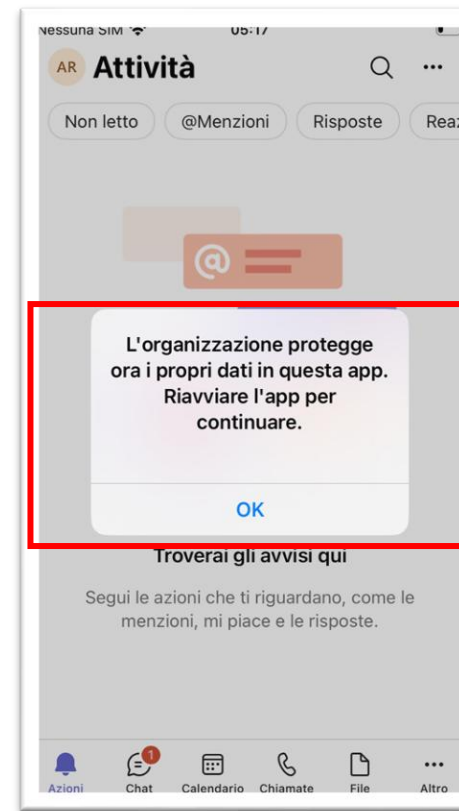 Nessuna SIM 05:17
AR Attività
Non letto @Menzioni Risposte
@
L'organizzazione protegge
ora i propri dati in questa app.
Riavviare l'app per
continuare.
OK
Troverai gli avvisi qui
Segui le azioni che ti riguardano, come le
menzioni, mi piace e le risposte.
1
Azioni Chat Calendario Chiamate File Altro